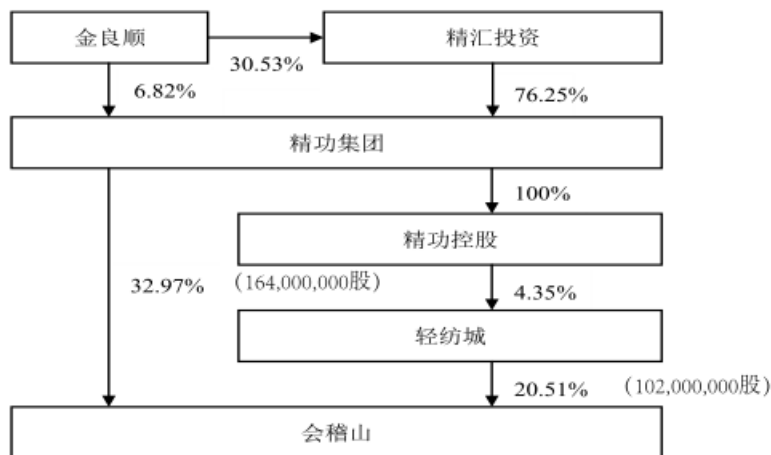 金良顺
精汇投资
30.53%
6.82%
76.25%
精功集团
100%
精功控股
32.97%
(164,000,000股)
4.35%
轻纺城
20.51%
(102,000,000股)
会稽山